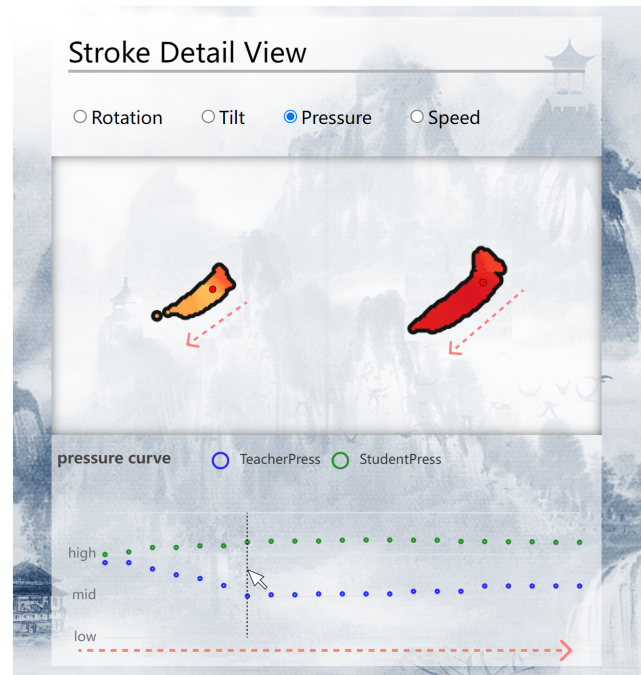 Stroke Detail View
Rotation Tilt Pressure Speed
pressure curve TeacherPress StudentPress
high
mid
low